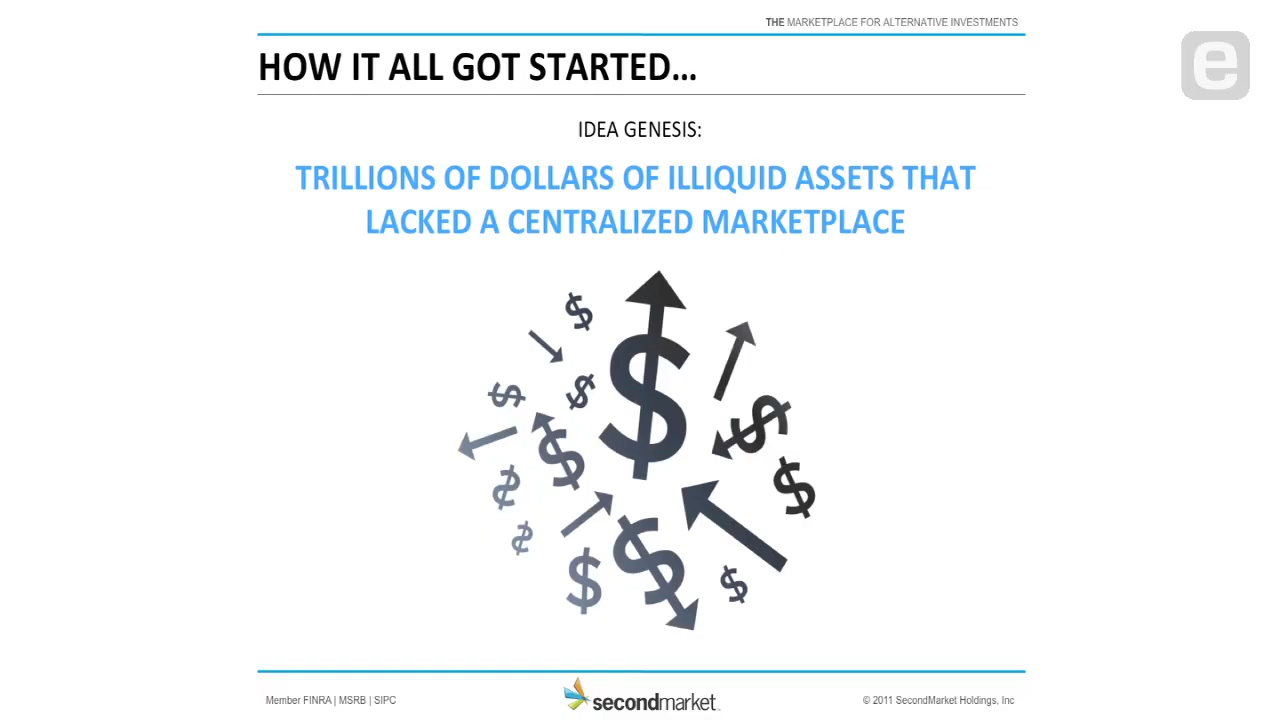 THE MARKETPLACE FOR ALTERNATIVE INVESTMENTS
e
HOW IT ALL GOT STARTED...
IDEA GENESIS:
TRILLIONS OF DOLLARS OF ILLIQUID ASSETS THAT
LACKED A CENTRALIZED MARKETPLACE
Member FINRA | MSRB | SIPC
secondmarket
© 2011 SecondMarket Holdings, Inc